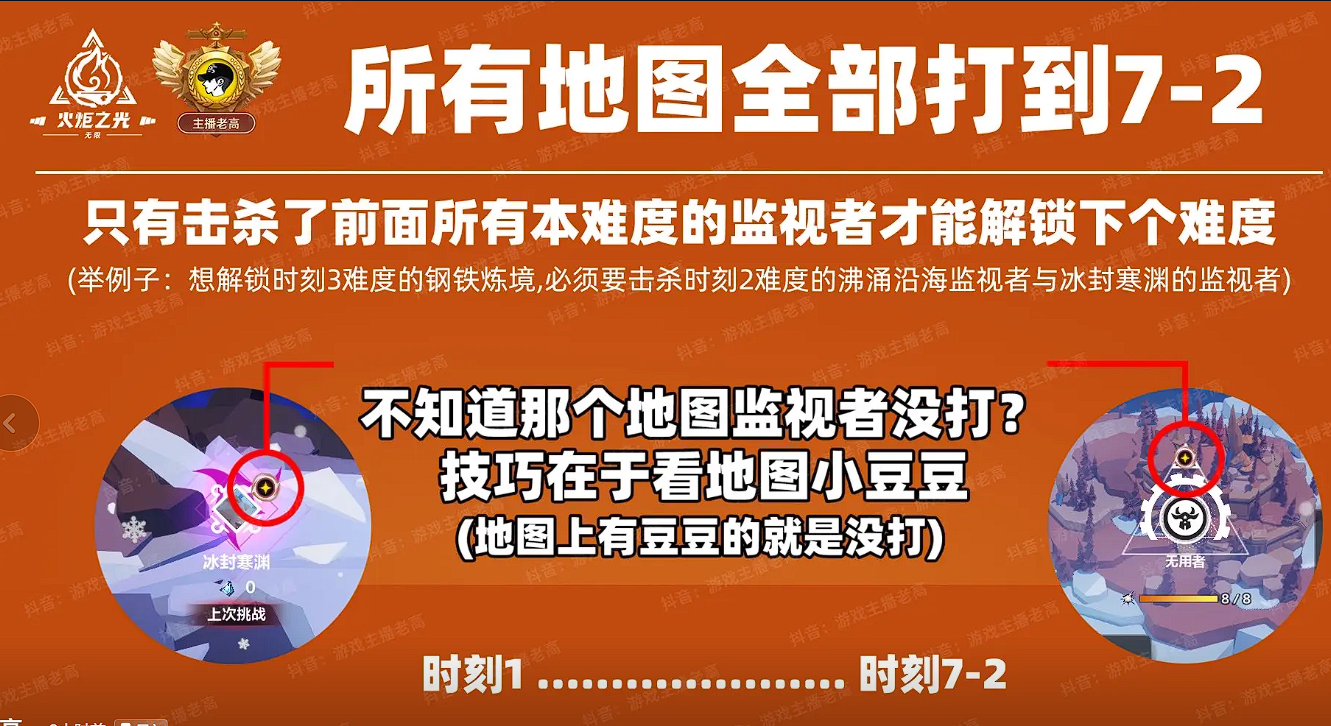 火炬之光
无限
主播老高
所有地图全部打到7-2
只有击杀了前面所有本难度的监视者才能解锁下个难度
(举例子：想解锁时刻3难度的钢铁炼境,必须要击杀时刻2难度的沸涌沿海监视者与冰封寒渊的监视者)
不知道那个地图监视者没打?
技巧在于看地图小豆豆
(地图上有豆豆的就是没打)
冰封寒渊
0
上次挑战
无用者
8/8
时刻1 ..................... 时刻7-2
抖音：游戏主播老高